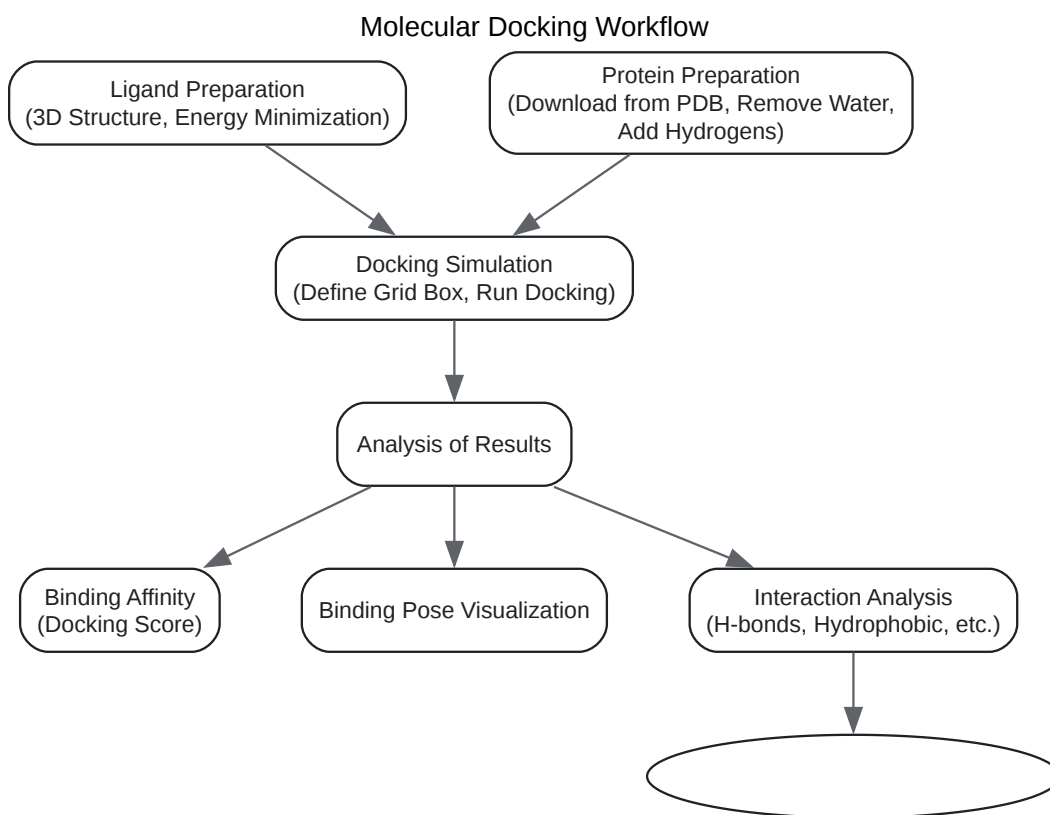 Molecular Docking Workflow
Ligand Preparation
(3D Structure, Energy Minimization)
Protein Preparation
(Download from PDB, Remove Water,
Add Hydrogens)
Docking Simulation
(Define Grid Box, Run Docking)
Analysis of Results
Binding Affinity
(Docking Score)
Binding Pose Visualization
Interaction Analysis
(H-bonds, Hydrophobic, etc.)